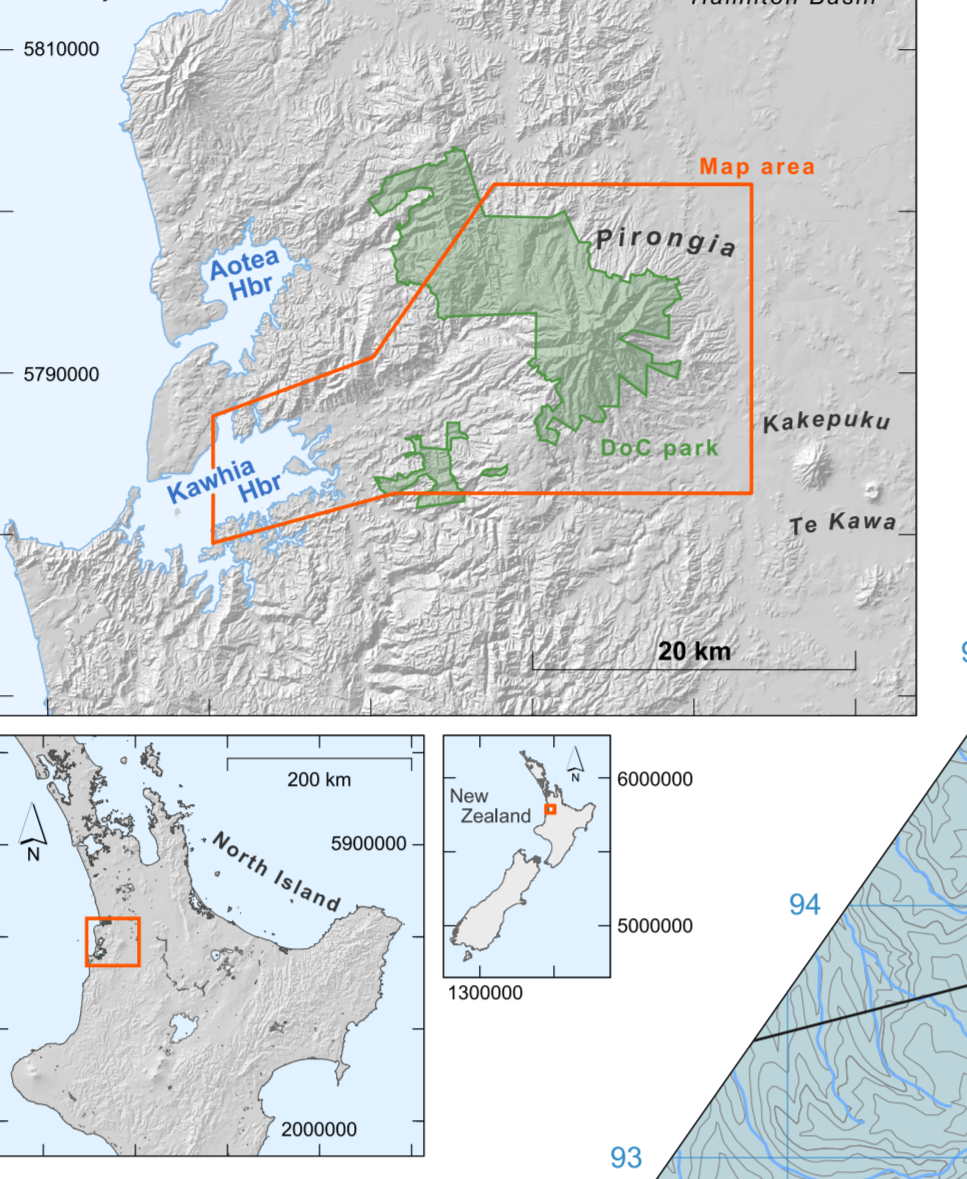 5810000
Map area
Pirongia
Aotea
Hbr
5790000
Kakepuku
DoC park
Kawhia
Hbr
Te Kawa
20 km
200 km
New
Zealand
6000000
North Island
5900000
N
94
5000000
1300000
2000000
93